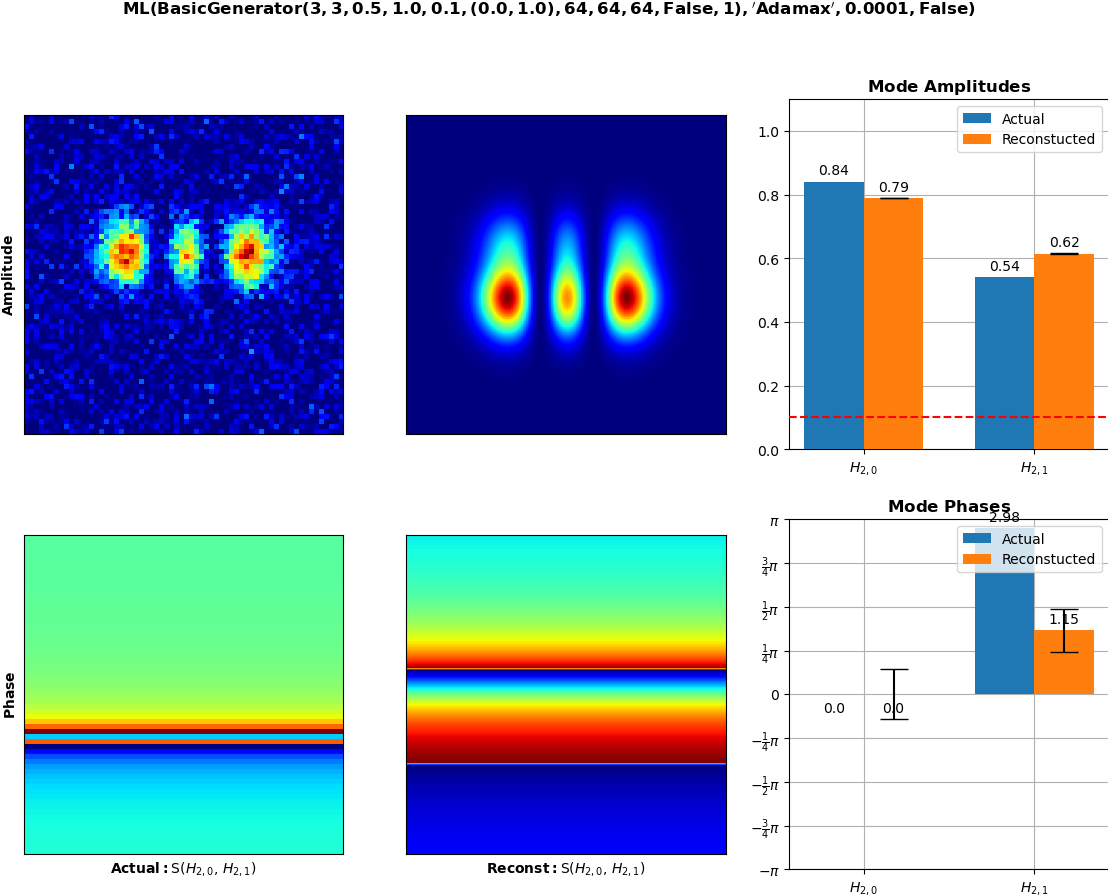 ML(BasicGenerator(3, 3, 0.5, 1.0, 0.1, (0.0, 1.0), 64, 64, 64, False, 1), ′Adamax′, 0.0001, False)
Amplitude
Mode Amplitudes
Actual
Reconstucted
1.0
0.8
0.6
0.4
0.2
0.0
0.84
0.79
0.54
0.62
H2,0
H2,1
Phase
Actual: S(H2,0, H2,1)
Reconst: S(H2,0, H2,1)
Mode Phases
Actual
Reconstucted
π
3/4π
1/2π
1/4π
0
−1/4π
−1/2π
−3/4π
−π
0.0
0.0
2.98
1.15
H2,0
H2,1